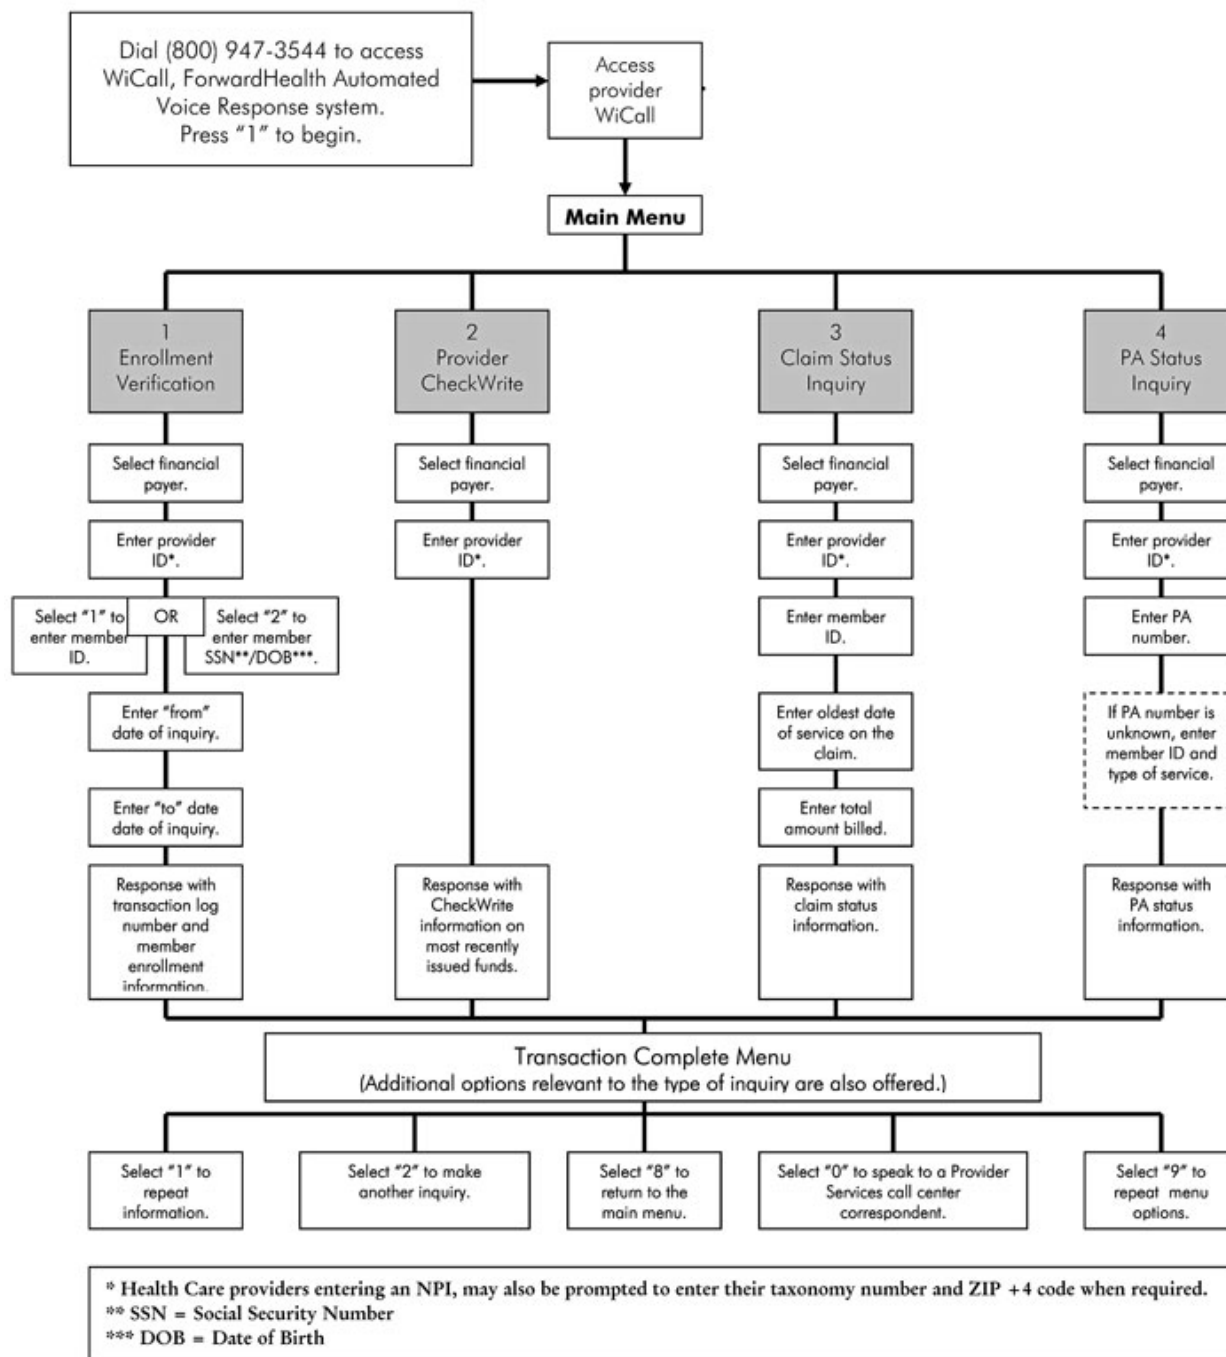 Dial (800) 947-3544 to access
WiCall, ForwardHealth Automated
Voice Response system.
Press "1" to begin.
Access
provider
WiCall
Main Menu
1
Enrollment
Verification
2
Provider
CheckWrite
3
Claim Status
Inquiry
4
PA Status
Inquiry
Select financial
payer.
Select financial
payer.
Select financial
payer.
Select financial
payer.
Enter provider
ID*.
Enter provider
ID*.
Enter provider
ID*.
Enter provider
ID*.
Select "1" to
enter member
ID.
OR
Select "2" to
enter member
SSN**/DOB***.
Enter member
ID.
Enter PA
number.
Enter "from"
date of inquiry.
Enter oldest date
of service on the
claim.
If PA number is
unknown, enter
member ID and
type of service.
Enter "to" date
date of inquiry.
Enter total
amount billed.
Response with
transaction log
number and
member
enrollment
information.
Response with
CheckWrite
information on
most recently
issued funds.
Response with
claim status
information.
Response with
PA status
information.
Transaction Complete Menu
(Additional options relevant to the type of inquiry are also offered.)
Select "1" to
repeat
information.
Select "2" to make
another inquiry.
Select "8" to
return to the
main menu.
Select "0" to speak to a Provider
Services call center
correspondent.
Select "9" to
repeat menu
options.
* Health Care providers entering an NPI, may also be prompted to enter their taxonomy number and ZIP +4 code when required.
** SSN = Social Security Number
*** DOB = Date of Birth